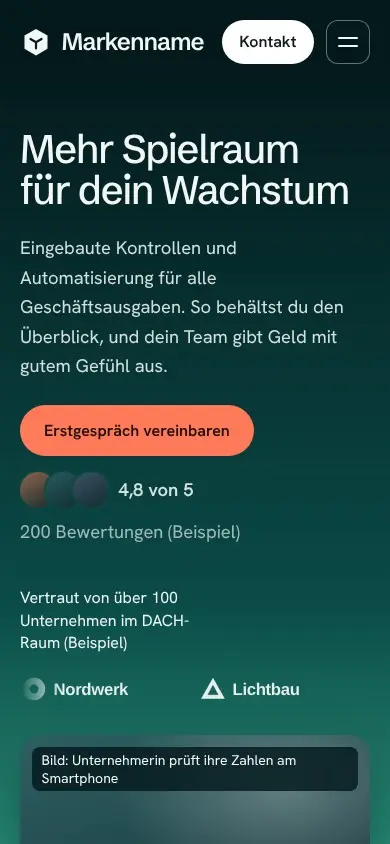 Markenname
Kontakt
Mehr Spielraum
für dein Wachstum
Eingebaute Kontrollen und
Automatisierung für alle
Geschäftsausgaben. So behältst du den
Überblick, und dein Team gibt Geld mit
gutem Gefühl aus.
Erstgespräch vereinbaren
4,8 von 5
200 Bewertungen (Beispiel)
Vertraut von über 100
Unternehmen im DACH-
Raum (Beispiel)
Nordwerk
Lichtbau
Bild: Unternehmerin prüft ihre Zahlen am
Smartphone